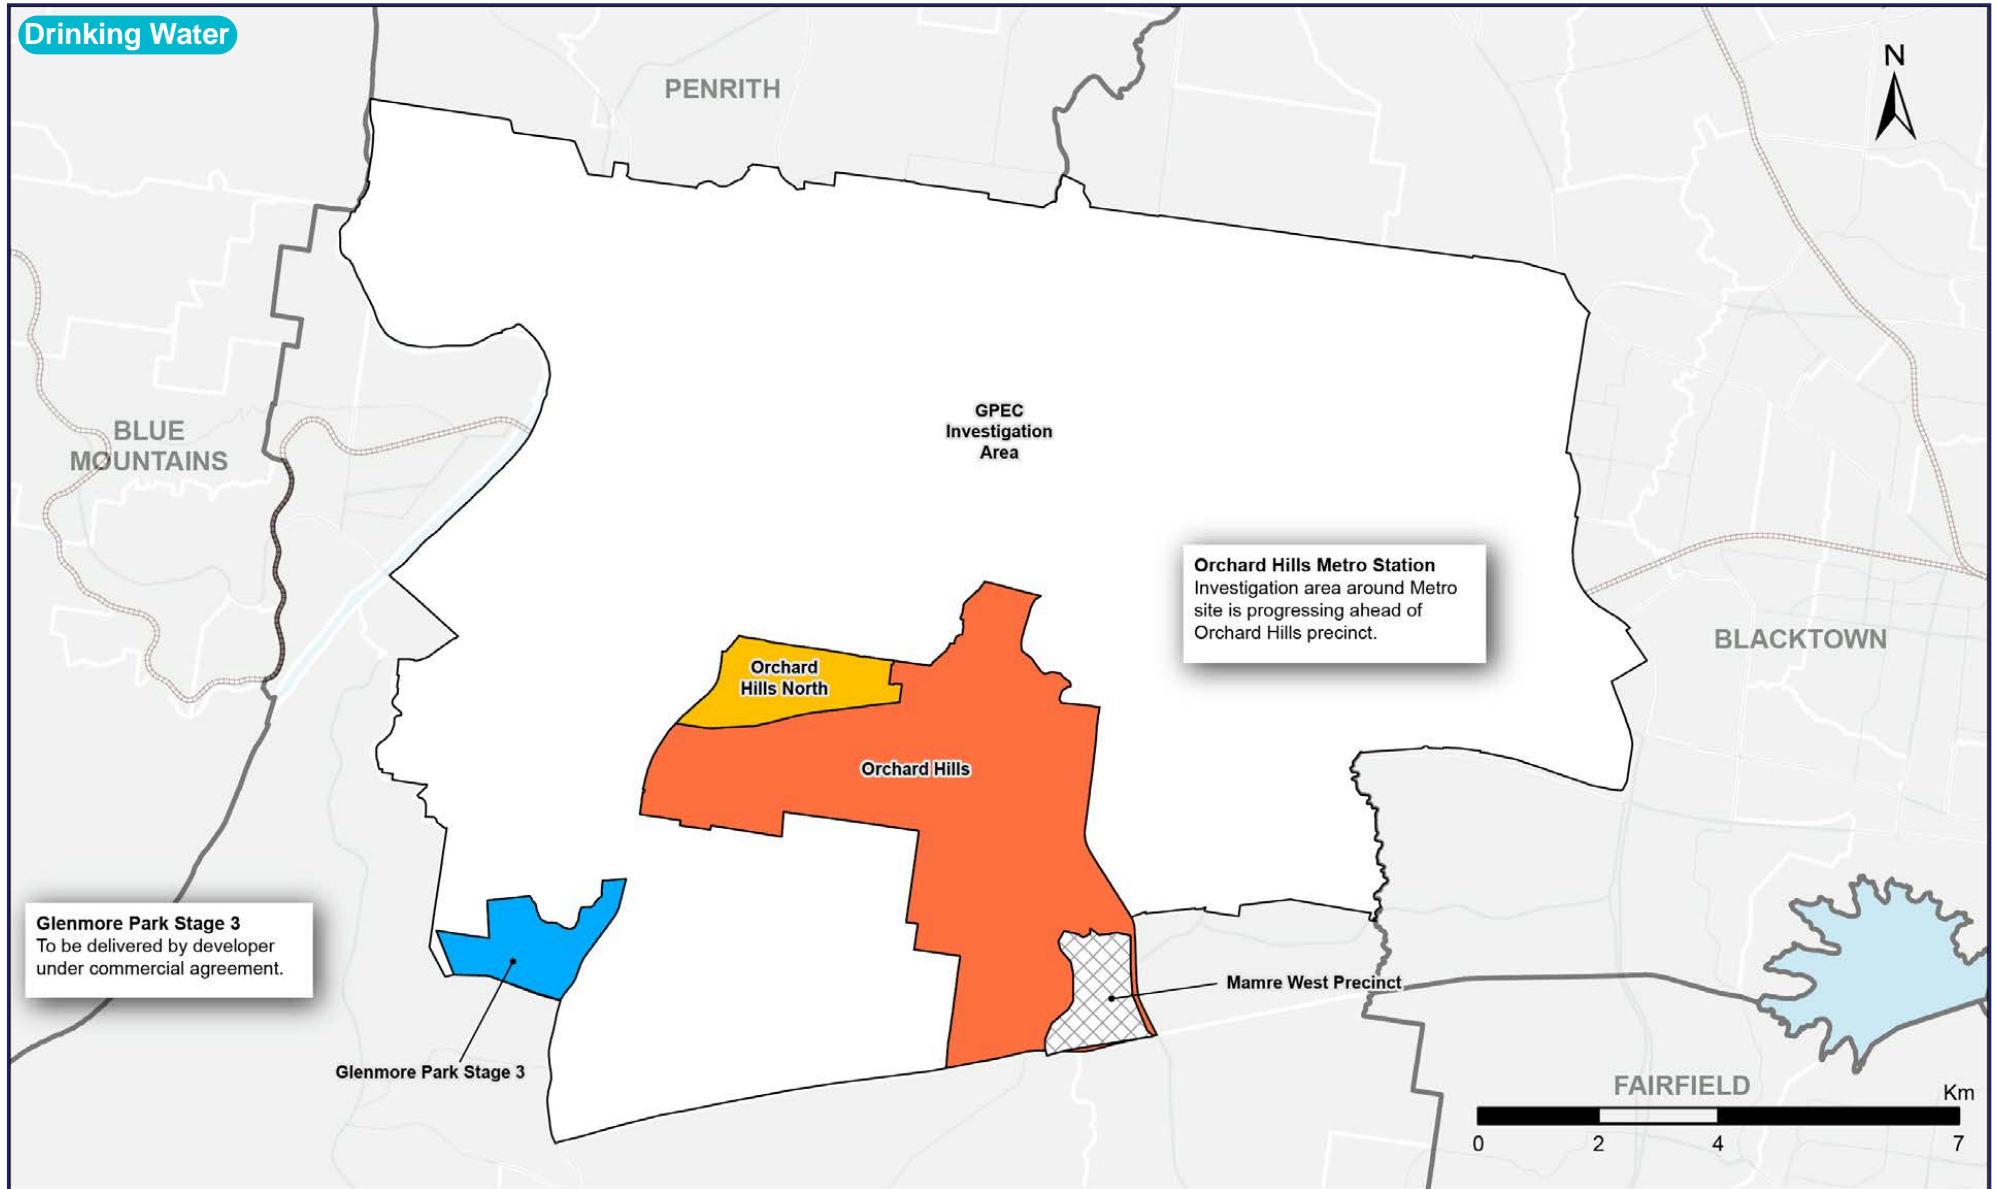 Drinking Water
N
PENRITH
GPEC
Investigation
Area
BLUE
MOUNTAINS
Orchard Hills Metro Station
Investigation area around Metro
site is progressing ahead of
Orchard Hills precinct.
BLACKTOWN
Orchard
Hills North
Orchard Hills
Glenmore Park Stage 3
To be delivered by developer
under commercial agreement.
Mamre West Precinct
Glenmore Park Stage 3
FAIRFIELD
Km
0 2 4 7